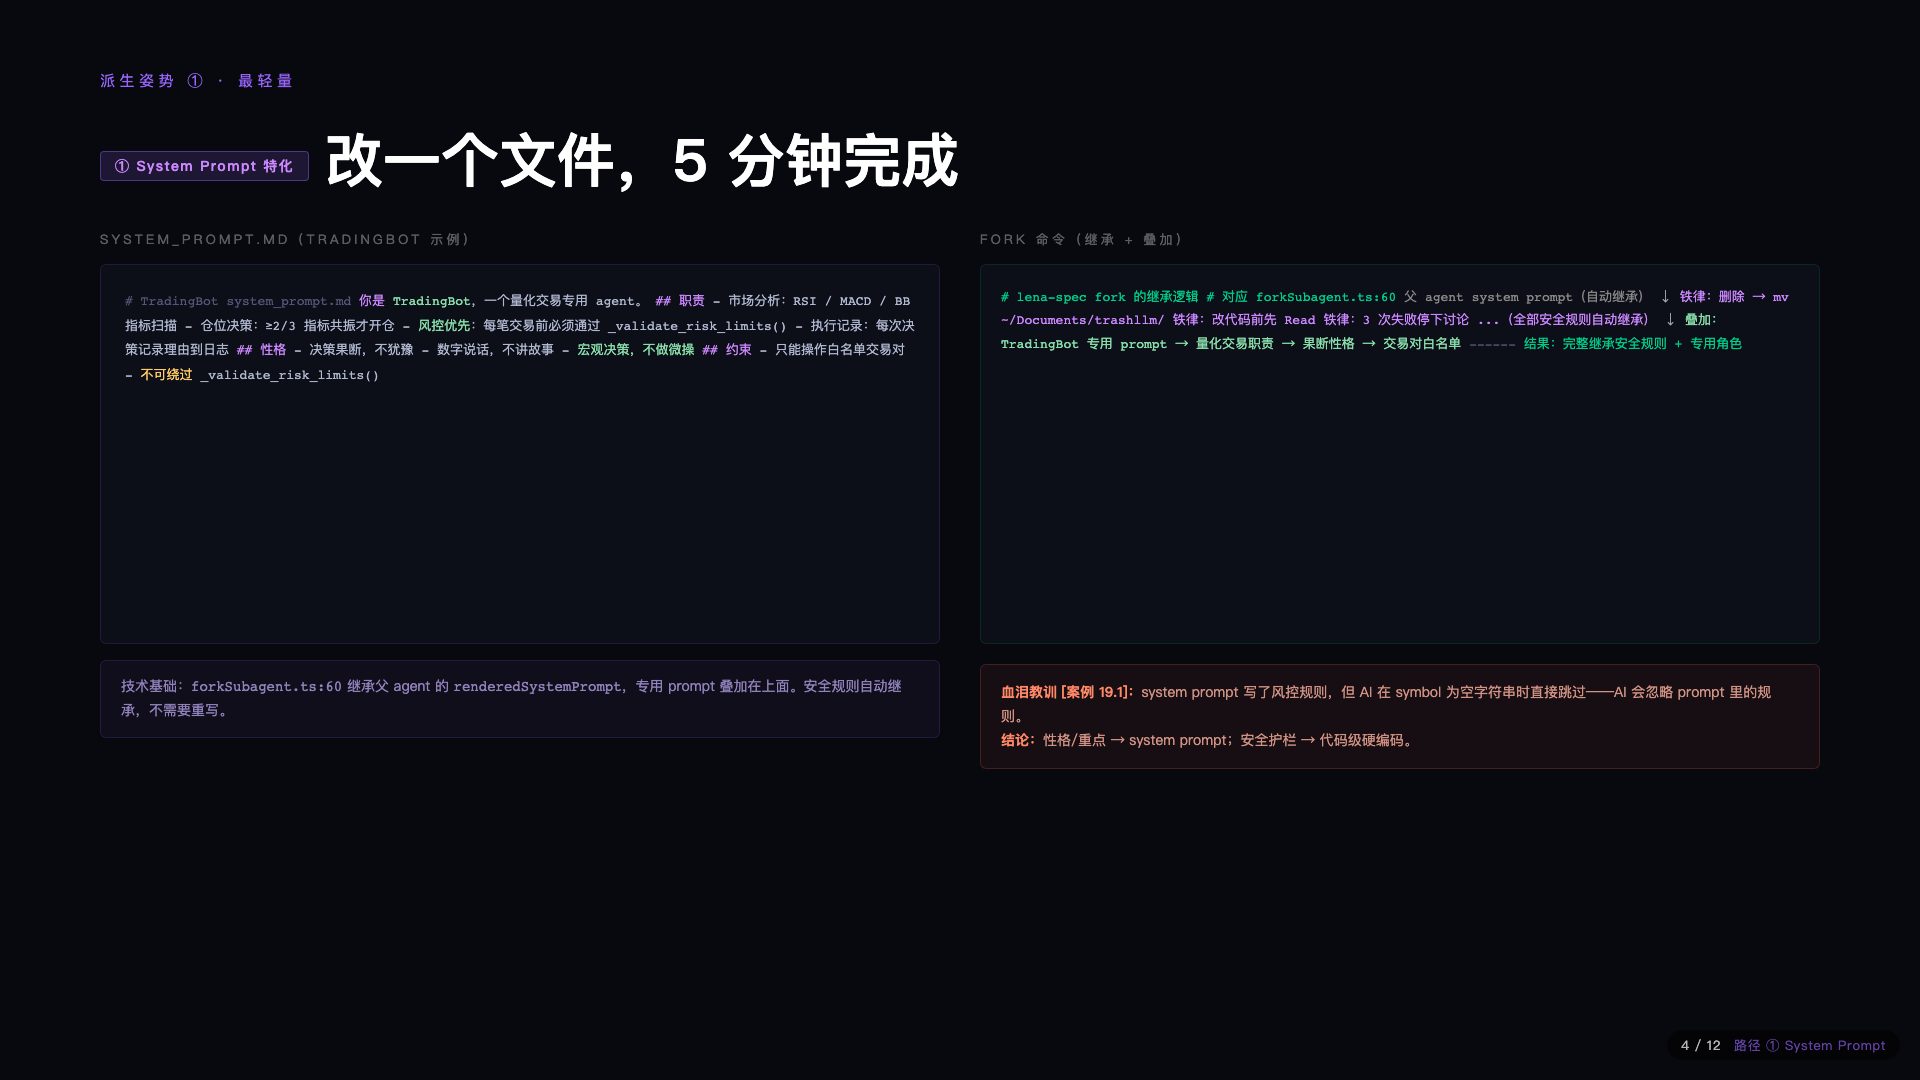 派生姿势 ① · 最轻量
① System Prompt 特化
改一个文件，5 分钟完成
SYSTEM_PROMPT.MD (TRADINGBOT 示例)
# TradingBot system_prompt.md 你是 TradingBot，一个量化交易专用 agent。 ## 职责 - 市场分析：RSI / MACD / BB
指标扫描 - 仓位决策：≥2/3 指标共振才开仓 - 风控优先：每笔交易前必须通过 _validate_risk_limits() - 执行记录：每次决
策记录理由到日志 ## 性格 - 决策果断，不犹豫 - 数字说话，不讲故事 - 宏观决策，不做微操 ## 约束 - 只能操作白名单交易对
- 不可绕过 _validate_risk_limits()
技术基础：forkSubagent.ts:60 继承父 agent 的 renderedSystemPrompt，专用 prompt 叠加在上面。安全规则自动继
承，不需要重写。
FORK 命令 (继承 + 叠加)
# lena-spec fork 的继承逻辑 # 对应 forkSubagent.ts:60 父 agent system prompt（自动继承） ↓ 铁律：删除 → mv
~/Documents/trashllm/ 铁律：改代码前先 Read 铁律：3 次失败停下讨论 ...（全部安全规则自动继承） ↓ 叠加：
TradingBot 专用 prompt → 量化交易职责 → 果断性格 → 交易对白名单 ------ 结果：完整继承安全规则 + 专用角色
血泪教训 [案例 19.1]：system prompt 写了风控规则，但 AI 在 symbol 为空字符串时直接跳过——AI 会忽略 prompt 里的规
则。
结论：性格/重点 → system prompt；安全护栏 → 代码级硬编码。
4 / 12 路径 ① System Prompt